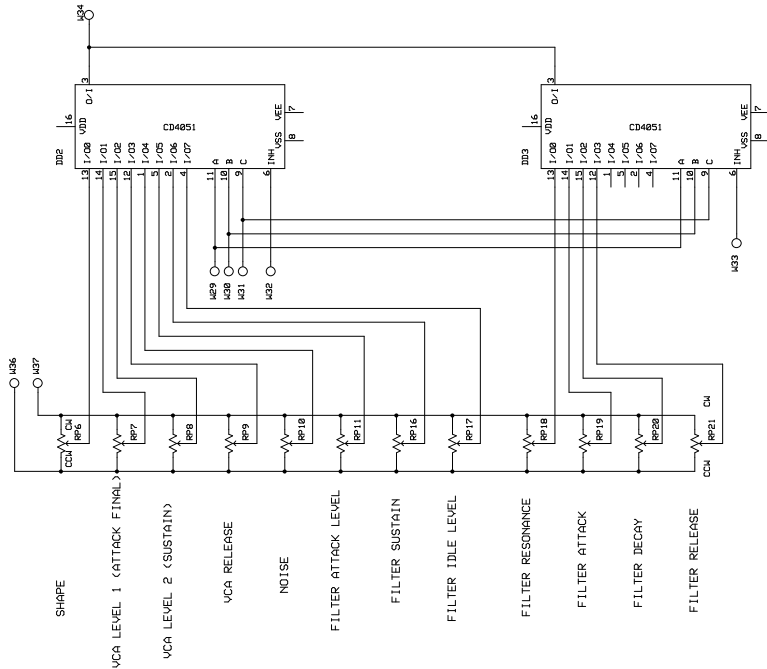 W34
3
O/I
16
VDD
CD4051
VEE
7
VSS
8
DD2
I/O0
I/O1
I/O2
I/O3
I/O4
I/O5
I/O6
I/O7
A
B
C
INH
13
14
15
12
1
5
2
4
11
10
9
6
3
O/I
16
VDD
CD4051
VEE
7
VSS
8
DD3
I/O0
I/O1
I/O2
I/O3
I/O4
I/O5
I/O6
I/O7
A
B
C
INH
13
14
15
12
1
5
2
4
11
10
9
6
W29
W30
W31
W32
W33
W36
W37
CW
CCW
RP6
RP7
RP8
RP9
RP10
RP11
RP16
RP17
RP18
RP19
RP20
RP21
CW
CCW
SHAPE
VCA LEVEL 1 (ATTACK FINAL)
VCA LEVEL 2 (SUSTAIN)
VCA RELEASE
NOISE
FILTER ATTACK LEVEL
FILTER SUSTAIN
FILTER IDLE LEVEL
FILTER RESONANCE
FILTER ATTACK
FILTER DECAY
FILTER RELEASE